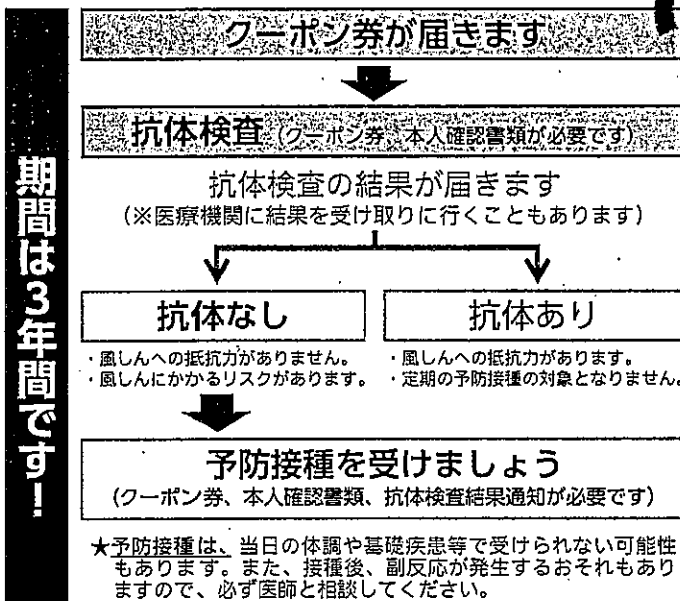 期間は3年間です！
クーポン券が届きます
抗体検査（クーポン券、本人確認書類が必要です）
抗体検査の結果が届きます
（※医療機関に結果を受け取りに行くこともあります）
抗体なし
・風しんへの抵抗力がありません。
・風しんにかかるリスクがあります。
抗体あり
・風しんへの抵抗力があります。
・定期の予防接種の対象となりません。
予防接種を受けましょう
（クーポン券、本人確認書類、抗体検査結果通知が必要です）
★予防接種は、当日の体調や基礎疾患等で受けられない可能性
もあります。また、接種後、副反応が発生するおそれもあり
ますので、必ず医師と相談してください。